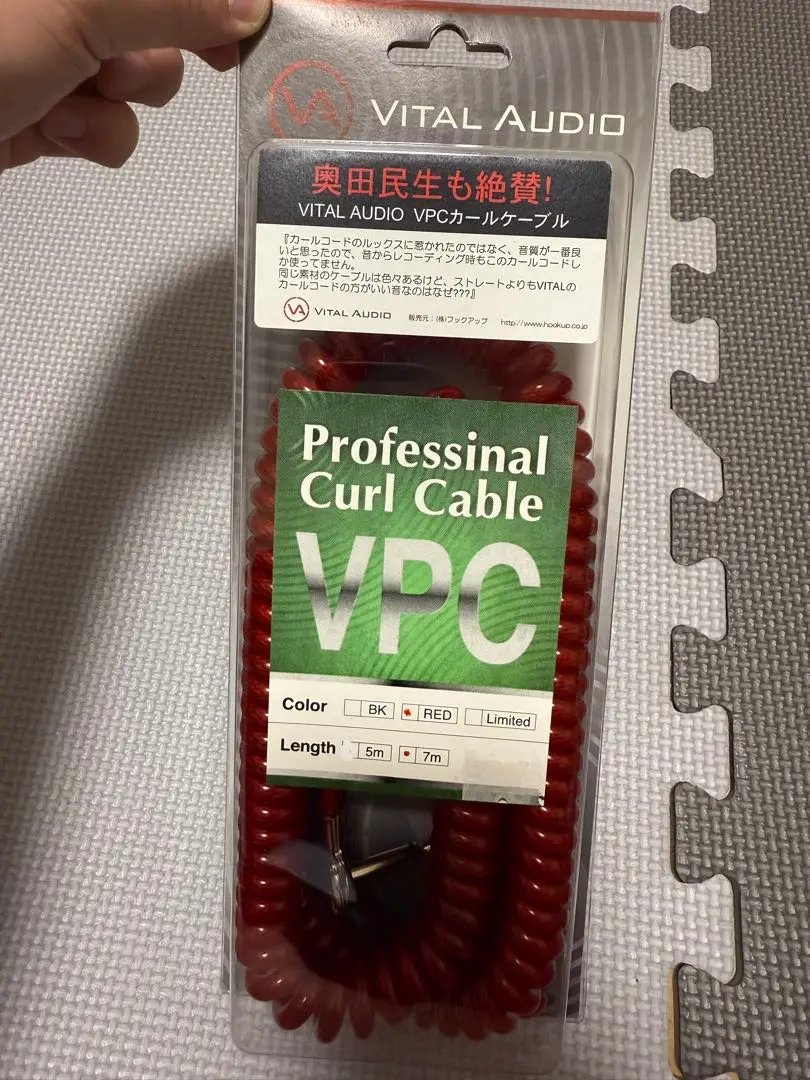 VA
VITAL AUDIO
奥田民生も絶賛!
VITAL AUDIO VPCカールケーブル
『カールコードのルックスに惹かれたのではなく、音質が一番良
いと思ったので、昔からレコーディング時もこのカールコードし
か使ってません。
同じ素材のケーブルは色々あるけど、ストレートよりもVITALの
カールコードの方がいい音なのはなぜ???』
VA VITAL AUDIO 販売元:(株)フックアップ http://www.hookup.co.jp
Professinal
Curl Cable
VPC
Color BK RED Limited
Length 5m 7m